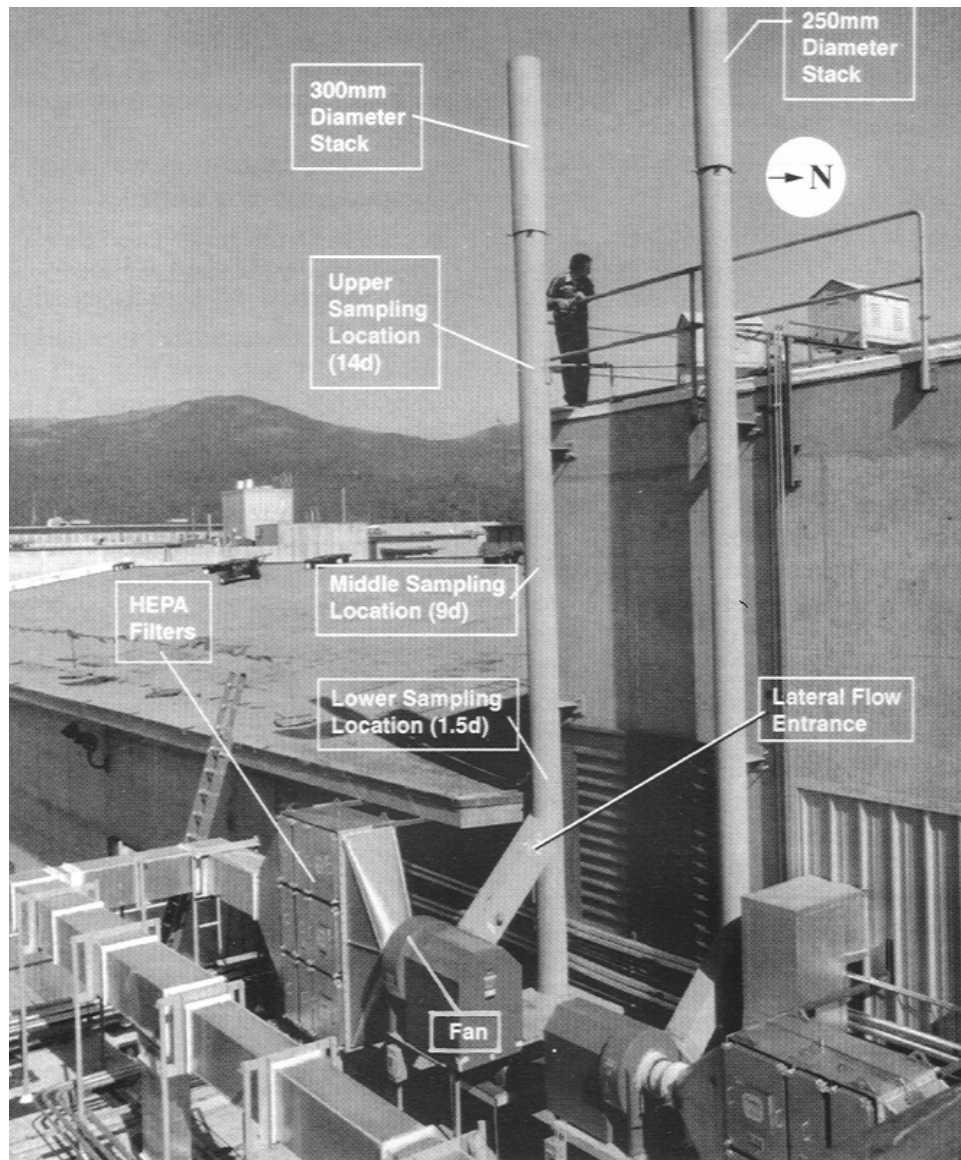 300mm
Diameter
Stack
250mm
Diameter
Stack
N
Upper
Sampling
Location
(14d)
HEPA
Filters
Middle Sampling
Location (9d)
Lower Sampling
Location (1.5d)
Lateral Flow
Entrance
Fan